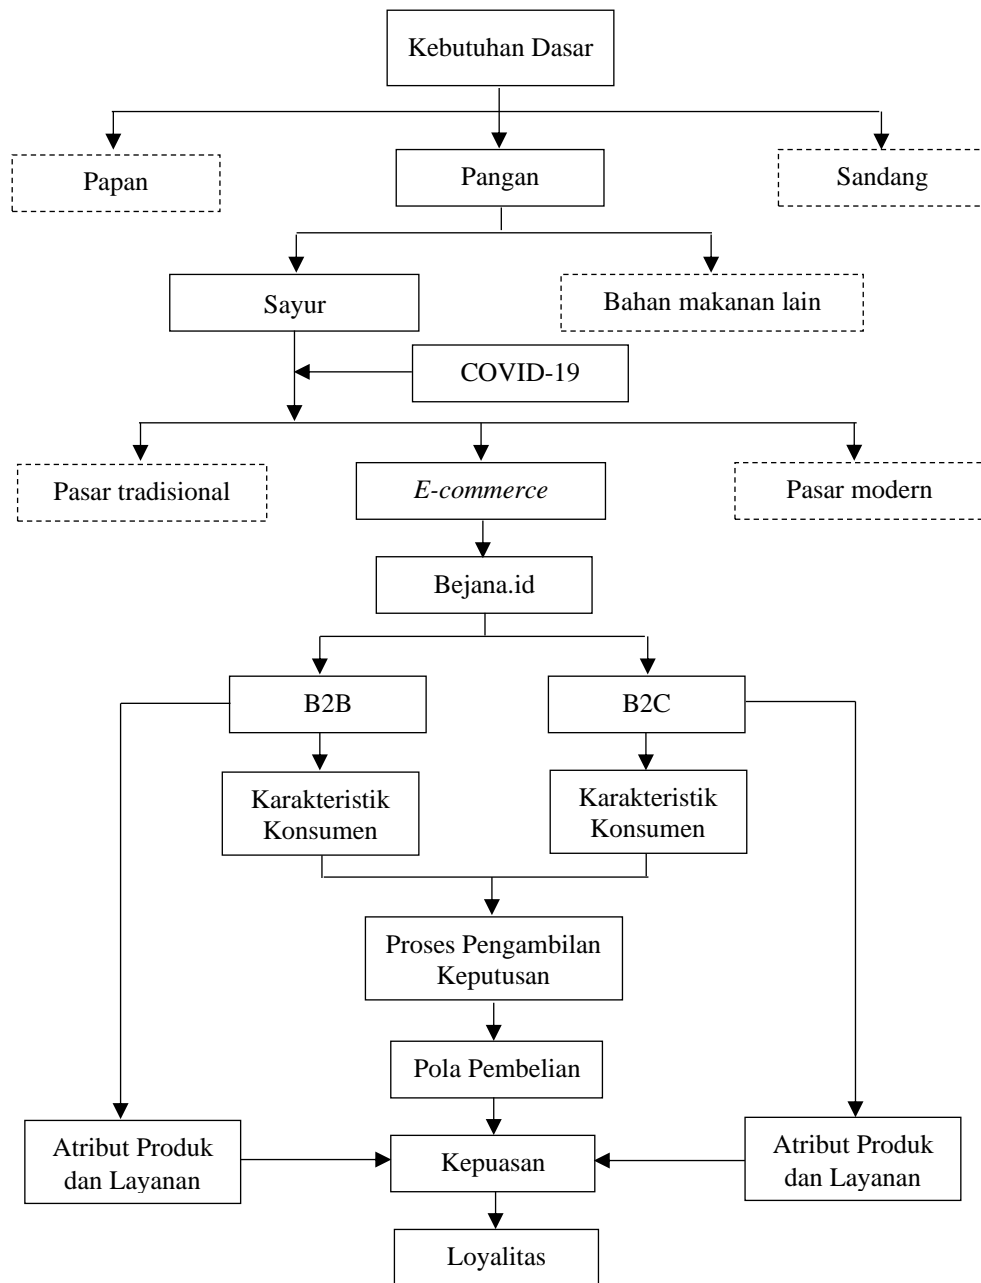 Kebutuhan Dasar
Papan
Pangan
Sandang
Sayur
Bahan makanan lain
COVID-19
Pasar tradisional
E-commerce
Pasar modern
Bejana.id
B2B
B2C
Karakteristik
Konsumen
Karakteristik
Konsumen
Proses Pengambilan
Keputusan
Pola Pembelian
Atribut Produk
dan Layanan
Kepuasan
Atribut Produk
dan Layanan
Loyalitas